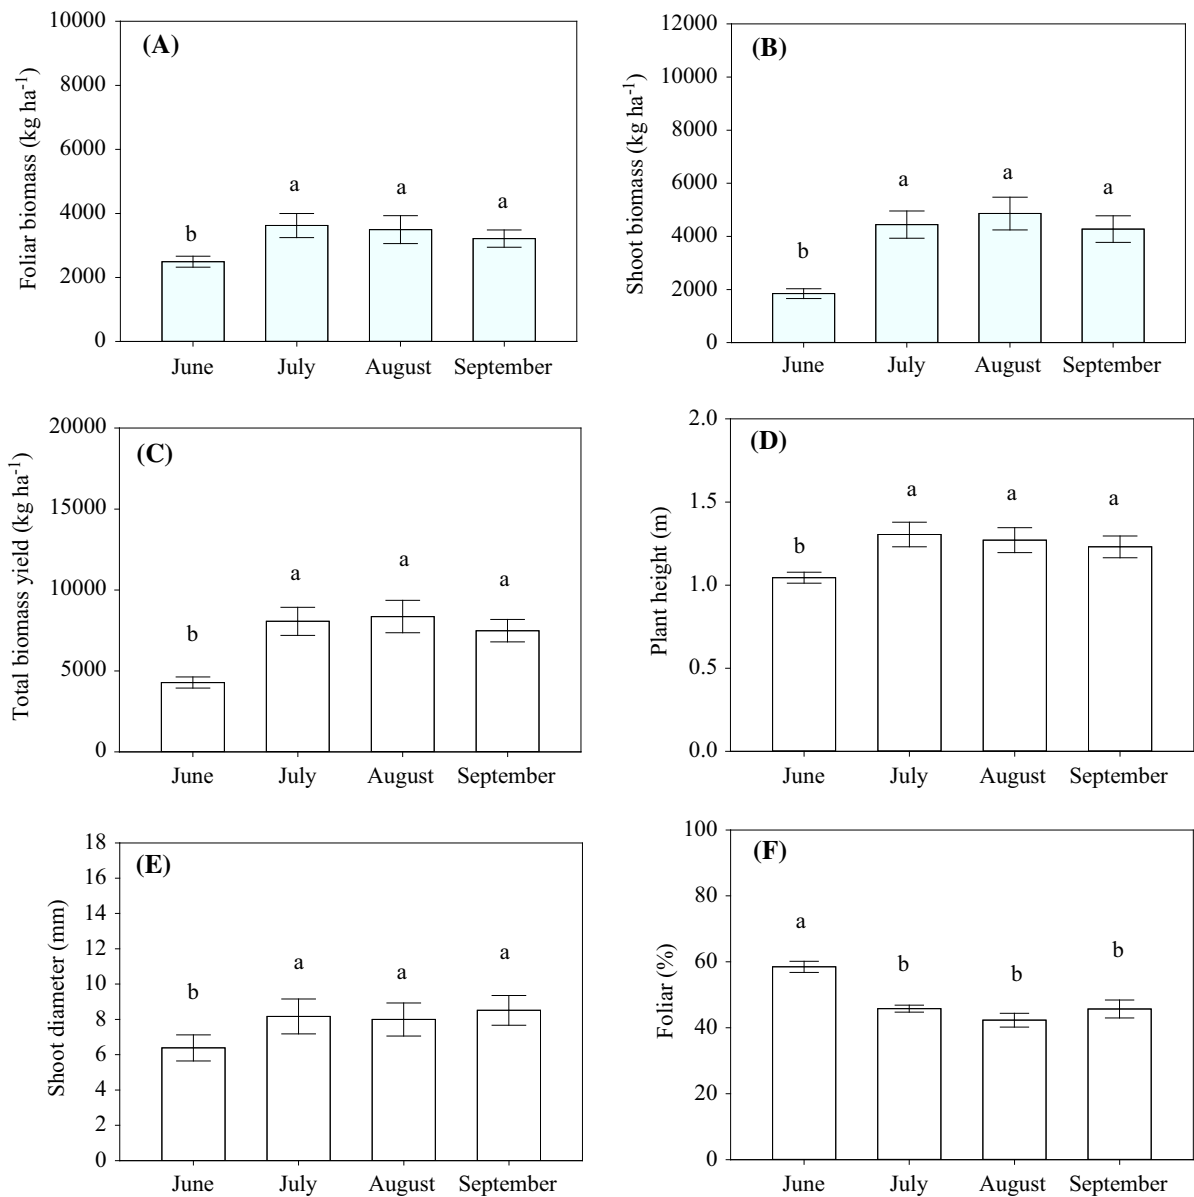 (A)
Foliar biomass (kg ha-1)
10000
8000
6000
4000
2000
0
b
a
a
a
June July August September
(B)
Shoot biomass (kg ha-1)
12000
10000
8000
6000
4000
2000
0
b
a
a
a
June July August September
(C)
Total biomass yield (kg ha-1)
20000
15000
10000
5000
0
b
a
a
a
June July August September
(D)
Plant height (m)
2.0
1.5
1.0
0.5
0.0
b
a
a
a
June July August September
(E)
Shoot diameter (mm)
18
16
14
12
10
8
6
4
2
0
b
a
a
a
June July August September
(F)
Foliar (%)
100
80
60
40
20
0
a
b
b
b
June July August September